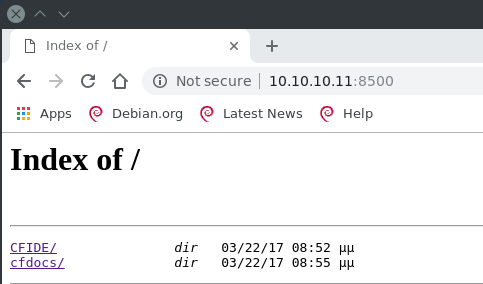 Index of /
Not secure | 10.10.10.11:8500
Apps Debian.org Latest News Help
Index of /
CFIDE/ dir 03/22/17 08:52 μμ
cfdocs/ dir 03/22/17 08:55 μμ